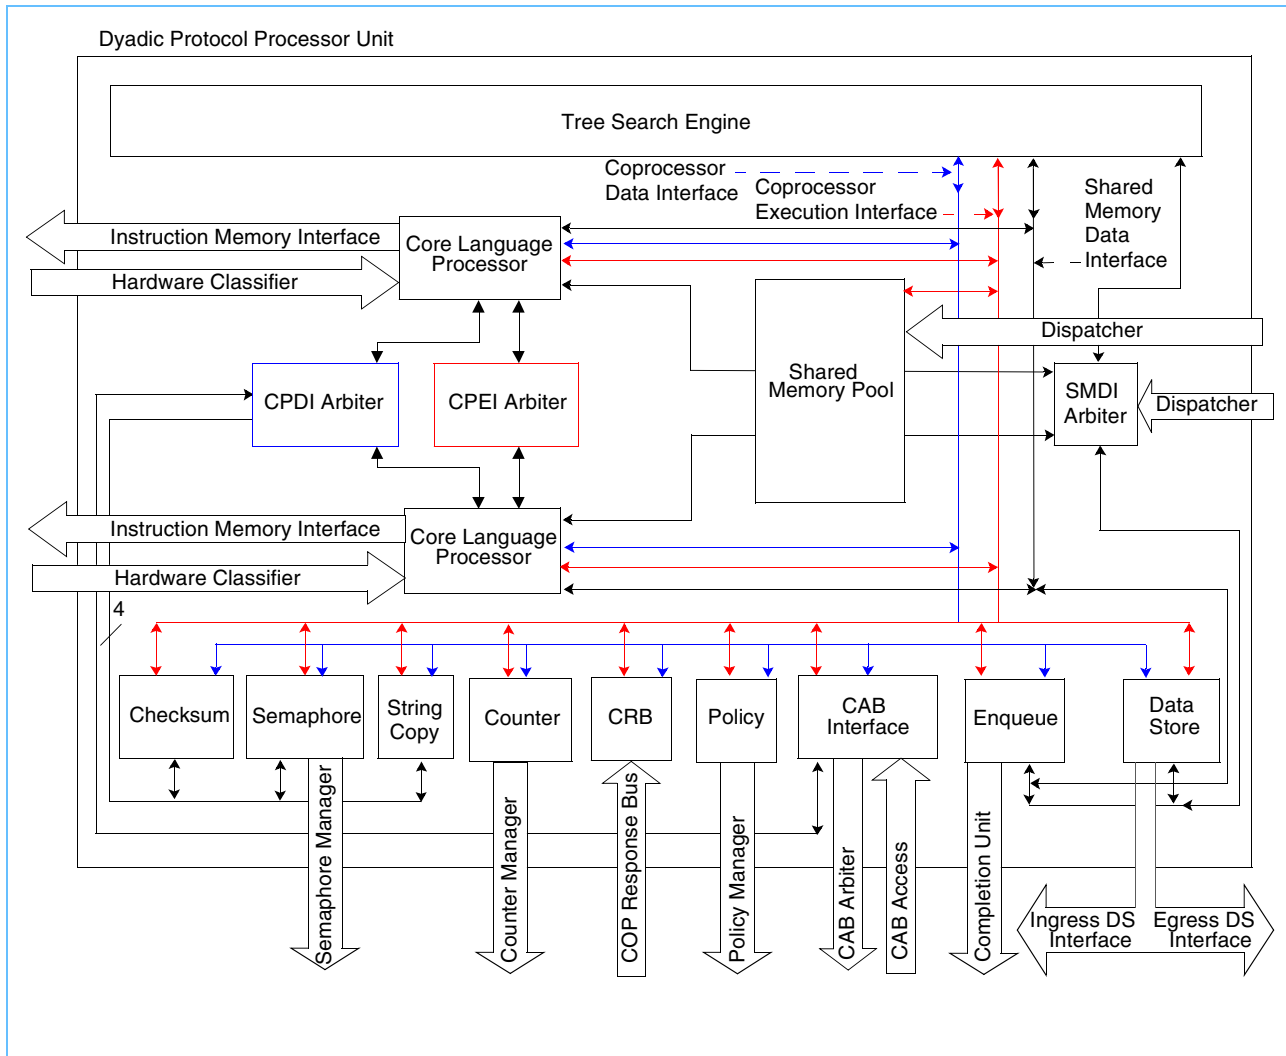 Dyadic Protocol Processor Unit
Tree Search Engine
Coprocessor
Data Interface
Coprocessor
Execution Interface
Shared
Memory
Data
Interface
Instruction Memory Interface
Hardware Classifier
Core Language
Processor
Dispatcher
CPDI Arbiter
CPEI Arbiter
Shared
Memory Pool
SMDI
Arbiter
Dispatcher
Instruction Memory Interface
Hardware Classifier
Core Language
Processor
4
Checksum
Semaphore
String
Copy
Counter
CRB
Policy
CAB
Interface
Enqueue
Data
Store
Semaphore Manager
Counter Manager
COP Response Bus
Policy Manager
CAB Arbiter
CAB Access
Completion Unit
Ingress DS
Interface
Egress DS
Interface